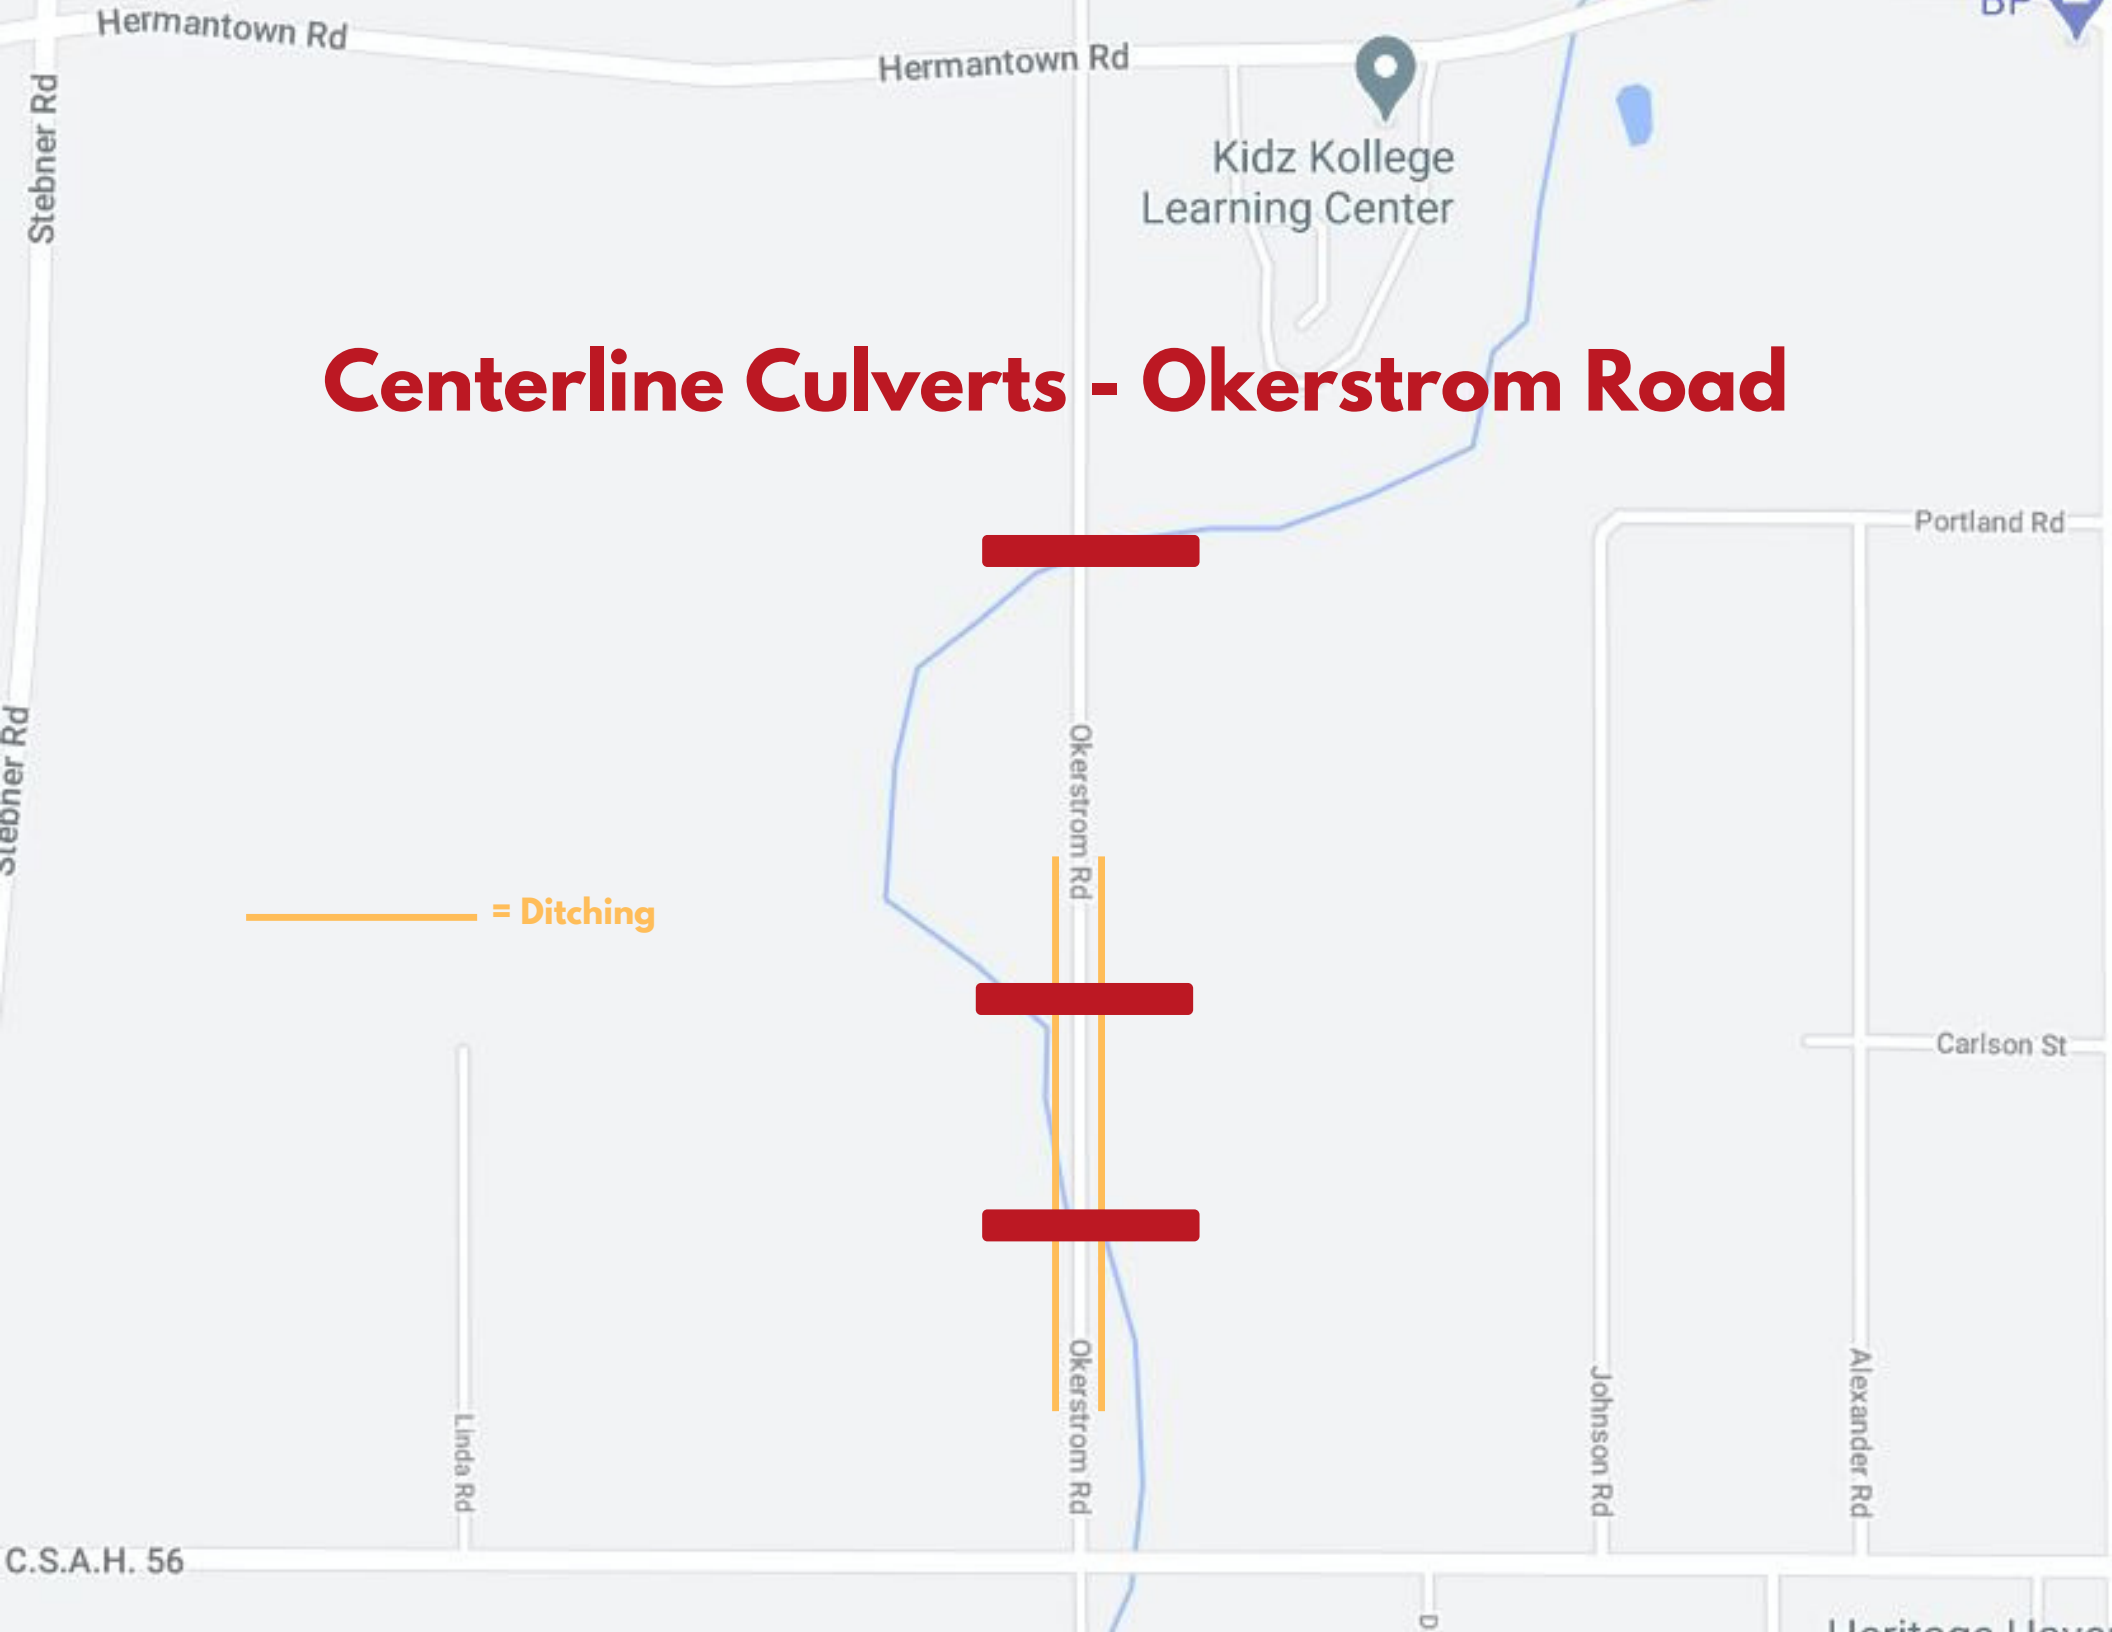 BP
Hermantown Rd
Hermantown Rd
Stebner Rd
Kidz Kollege
Learning Center
Centerline Culverts - Okerstrom Road
Portland Rd
Stebner Rd
Okerstrom Rd
= Ditching
Carlson St
Okerstrom Rd
Johnson Rd
Alexander Rd
Linda Rd
C.S.A.H. 56
D